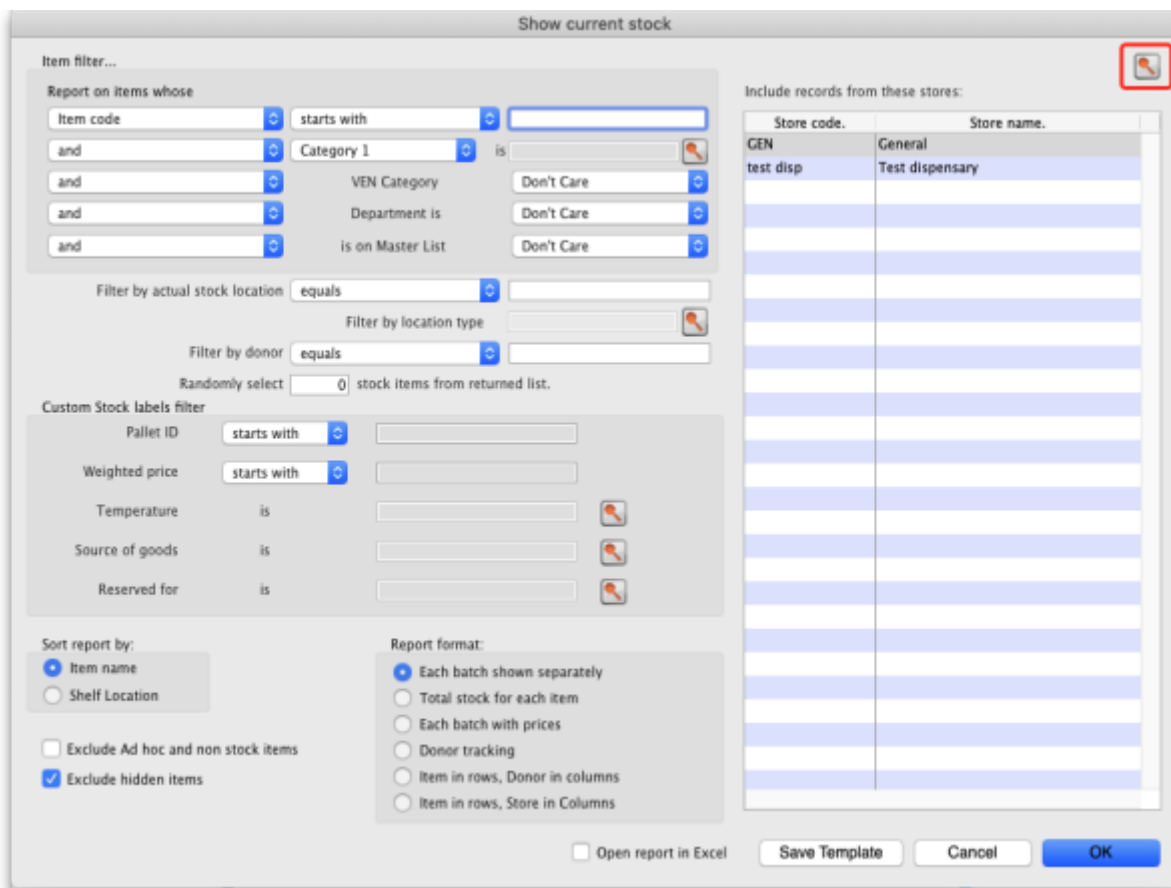 Show current stock
Item filter...
Report on items whose
Item code starts with
and Category 1 is
and VEN Category Don't Care
and Department is Don't Care
and is on Master List Don't Care
Filter by actual stock location equals
Filter by location type
Filter by donor equals
Randomly select 0 stock items from returned list.
Custom Stock labels filter
Pallet ID starts with
Weighted price starts with
Temperature is
Source of goods is
Reserved for is
Sort report by:
Item name
Shelf Location
Exclude Ad hoc and non stock items
Exclude hidden items
Report format:
Each batch shown separately
Total stock for each item
Each batch with prices
Donor tracking
Item in rows, Donor in columns
Item in rows, Store in Columns
Include records from these stores:
Store code. Store name.
GEN General
test disp Test dispensary
Open report in Excel Save Template Cancel OK